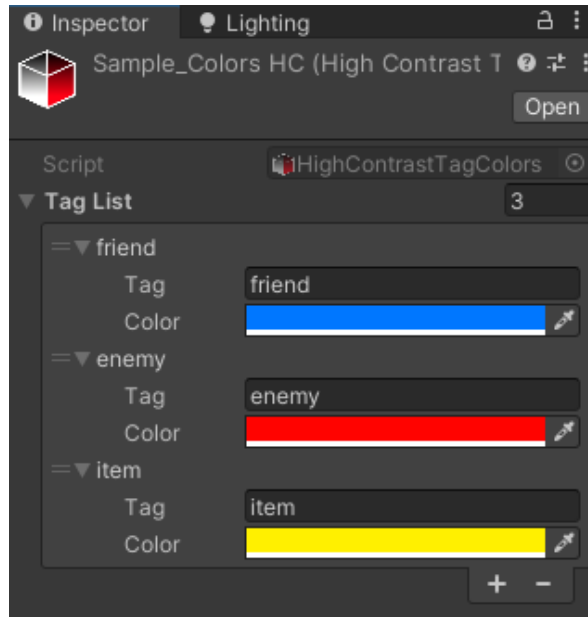 Inspector Lighting
Sample_Colors HC (High Contrast T
Open
Script HighContrastTagColors
Tag List 3
friend
Tag friend
Color
enemy
Tag enemy
Color
item
Tag item
Color
+ -